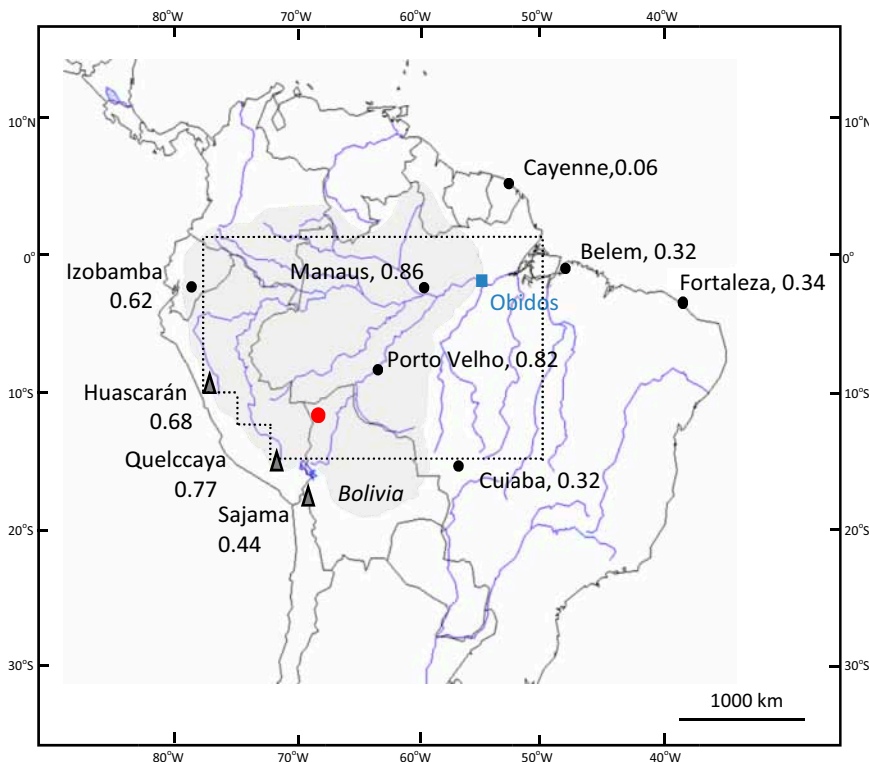 80°W 70°W 60°W 50°W 40°W
10°N 10°N
Cayenne,0.06
0° 0°
Belem, 0.32
Izobamba
0.62
Manaus, 0.86
Fortaleza, 0.34
Obidos
Porto Velho, 0.82
10°S 10°S
Huascarán
0.68
Quelccaya
0.77
Cuiaba, 0.32
Bolivia
Sajama
0.44
20°S 20°S
30°S 30°S
1000 km
80°W 70°W 60°W 50°W 40°W